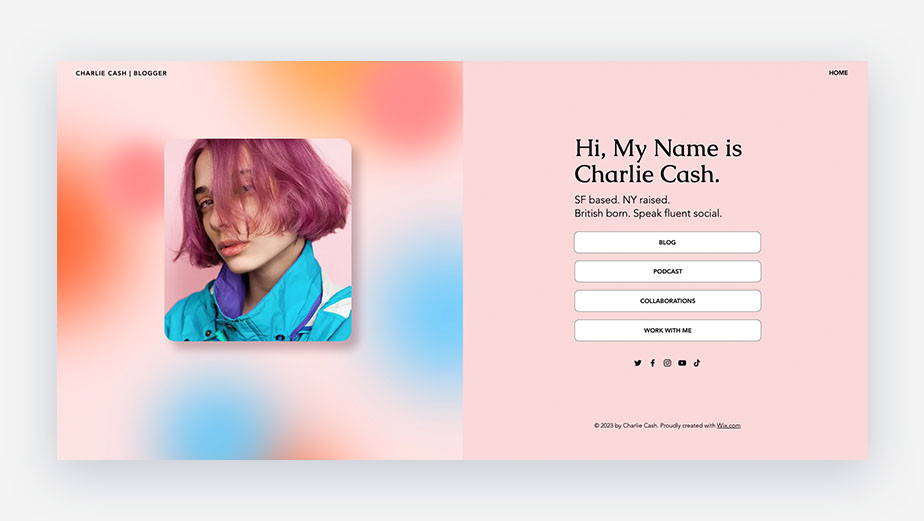 CHARLIE CASH | BLOGGER
HOME
Hi, My Name is
Charlie Cash.
SF based. NY raised.
British born. Speak fluent social.
BLOG
PODCAST
COLLABORATIONS
WORK WITH ME
© 2023 by Charlie Cash. Proudly created with Wix.com